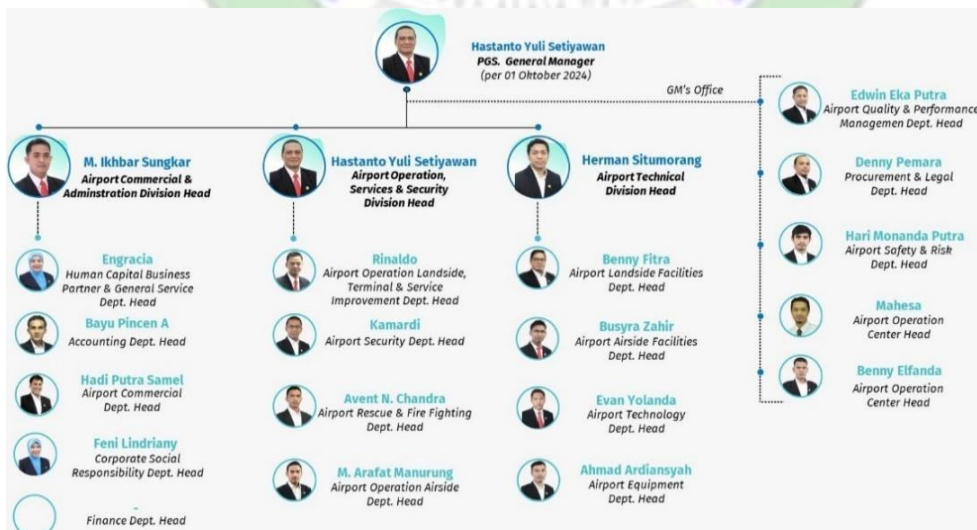 Hastanto Yuli Setiyawan
PGS. General Manager
(per 01 Oktober 2024)
GM's Office
M. Ikhbar Sungkar
Airport Commercial &
Adminstration Division Head
Engracia
Human Capital Business
Partner & General Service
Dept. Head
Bayu Pincen A
Accounting Dept. Head
Hadi Putra Samel
Airport Commercial
Dept. Head
Feni Lindriany
Corporate Social
Responsibility Dept. Head
-
Finance Dept. Head
Hastanto Yuli Setiyawan
Airport Operation,
Services & Security
Division Head
Rinaldo
Airport Operation Landside,
Terminal & Service
Improvement Dept. Head
Kamardi
Airport Security Dept. Head
Avent N. Chandra
Airport Rescue & Fire Fighting
Dept. Head
M. Arafat Manurung
Airport Operation Airside
Dept. Head
Herman Situmorang
Airport Technical
Division Head
Benny Fitra
Airport Landside Facilities
Dept. Head
Busyra Zahir
Airport Airside Facilities
Dept. Head
Evan Yolanda
Airport Technology
Dept. Head
Ahmad Ardiansyah
Airport Equipment
Dept. Head
Edwin Eka Putra
Airport Quality & Performance
Managemen Dept. Head
Denny Pemara
Procurement & Legal
Dept. Head
Hari Monanda Putra
Airport Safety & Risk
Dept. Head
Mahesa
Airport Operation
Center Head
Benny Elfanda
Airport Operation
Center Head